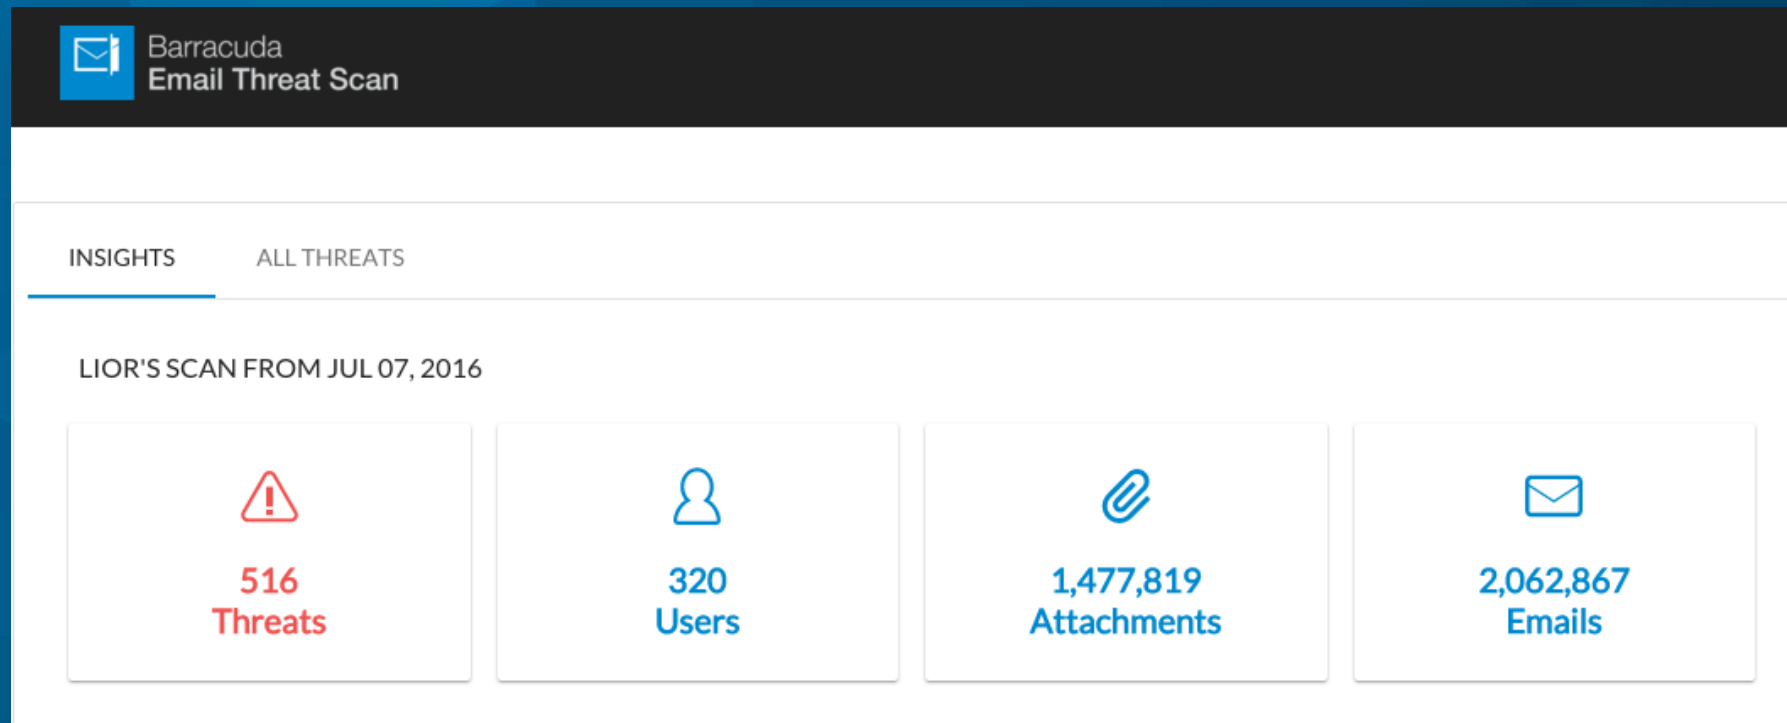 Barracuda
Email Threat Scan
INSIGHTS
ALL THREATS
LIOR'S SCAN FROM JUL 07, 2016
516
Threats
320
Users
1,477,819
Attachments
2,062,867
Emails